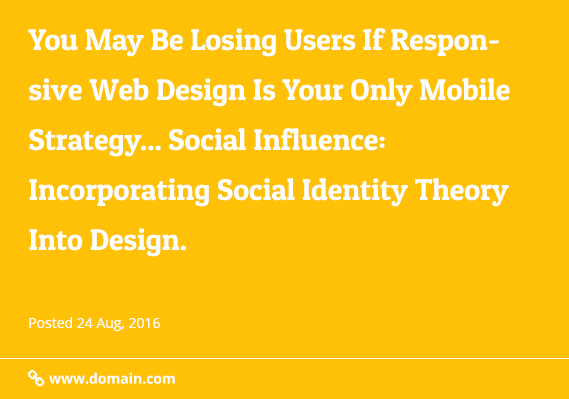 You May Be Losing Users If Respon-
sive Web Design Is Your Only Mobile
Strategy... Social Influence:
Incorporating Social Identity Theory
Into Design.
Posted 24 Aug, 2016
www.domain.com